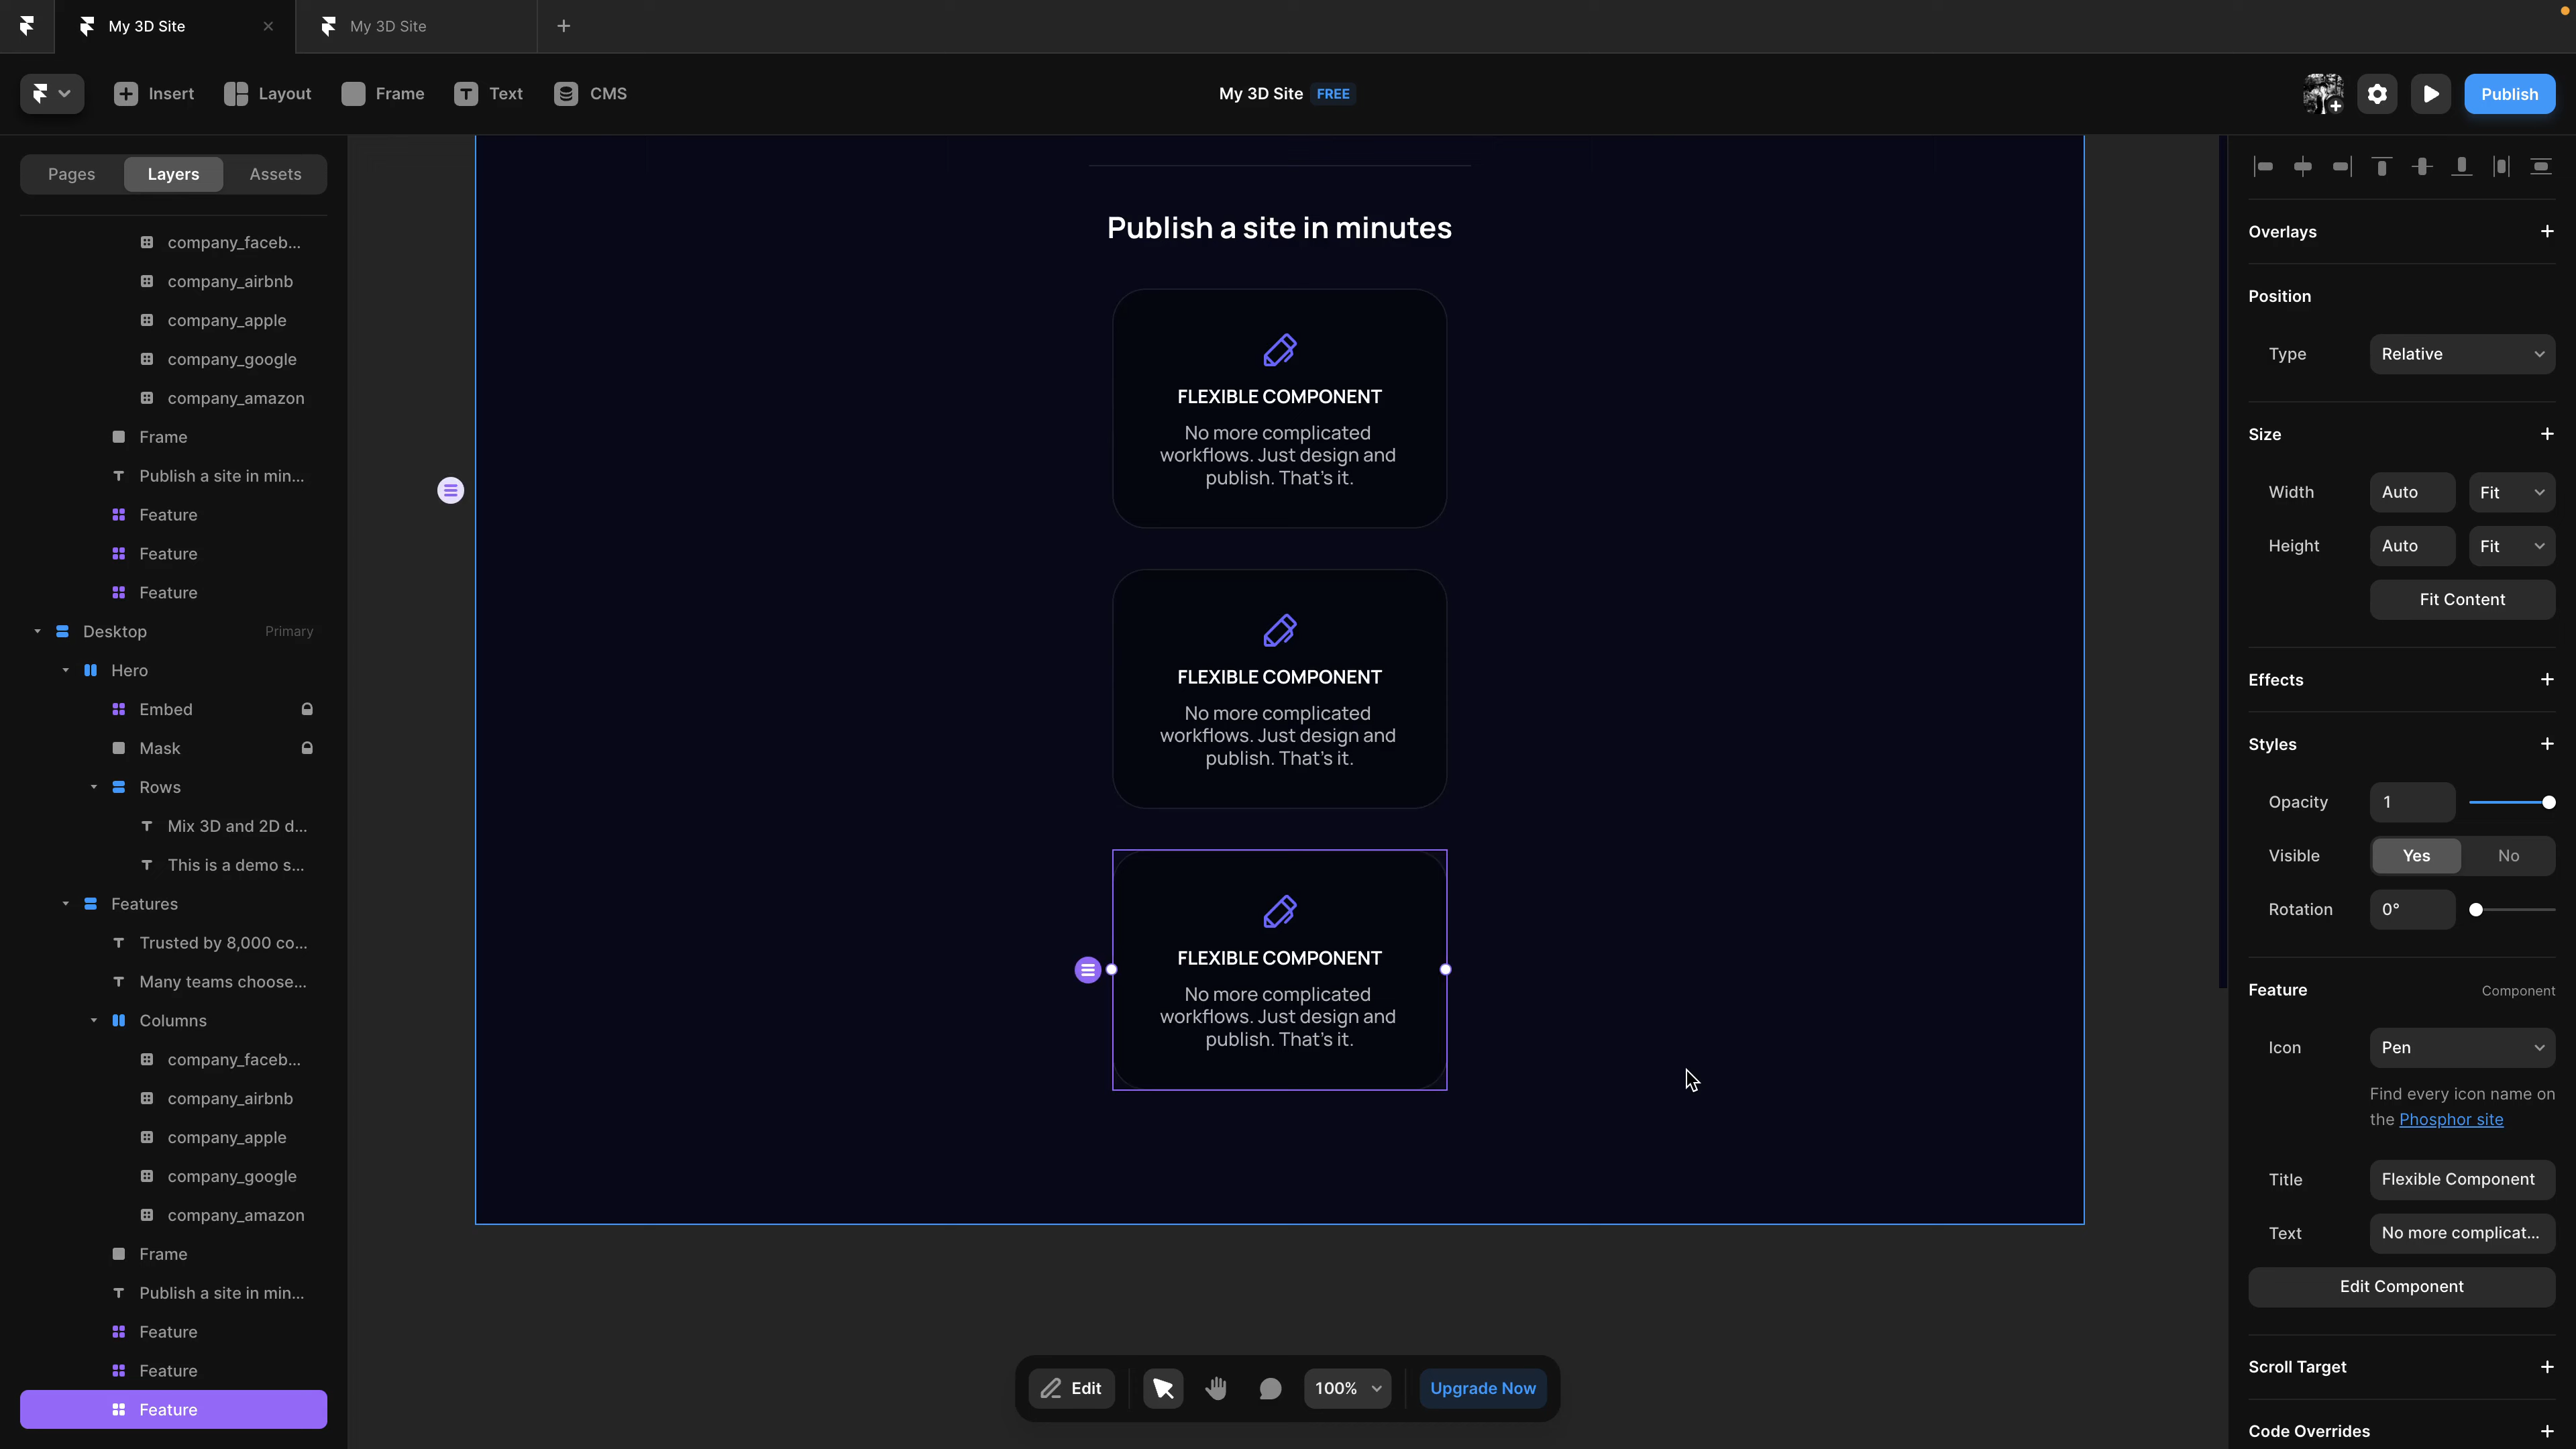 My 3D Site
My 3D Site
Insert
Layout
Frame
Text
CMS
My 3D Site FREE
Publish
Pages
Layers
Assets
company_faceb...
company_airbnb
company_apple
company_google
company_amazon
Frame
Publish a site in min...
Feature
Feature
Feature
Desktop Primary
Hero
Embed
Mask
Rows
Mix 3D and 2D d...
This is a demo s...
Features
Trusted by 8,000 co...
Many teams choose...
Columns
company_faceb...
company_airbnb
company_apple
company_google
company_amazon
Frame
Publish a site in min...
Feature
Feature
Feature
Publish a site in minutes
FLEXIBLE COMPONENT
No more complicated
workflows. Just design and
publish. That's it.
FLEXIBLE COMPONENT
No more complicated
workflows. Just design and
publish. That's it.
FLEXIBLE COMPONENT
No more complicated
workflows. Just design and
publish. That's it.
Edit
100%
Upgrade Now
Overlays
Position
Type Relative
Size
Width Auto Fit
Height Auto Fit
Fit Content
Effects
Styles
Opacity 1
Visible Yes No
Rotation 0°
Feature Component
Icon Pen
Find every icon name on
the Phosphor site
Title Flexible Component
Text No more complicat...
Edit Component
Scroll Target
Code Overrides